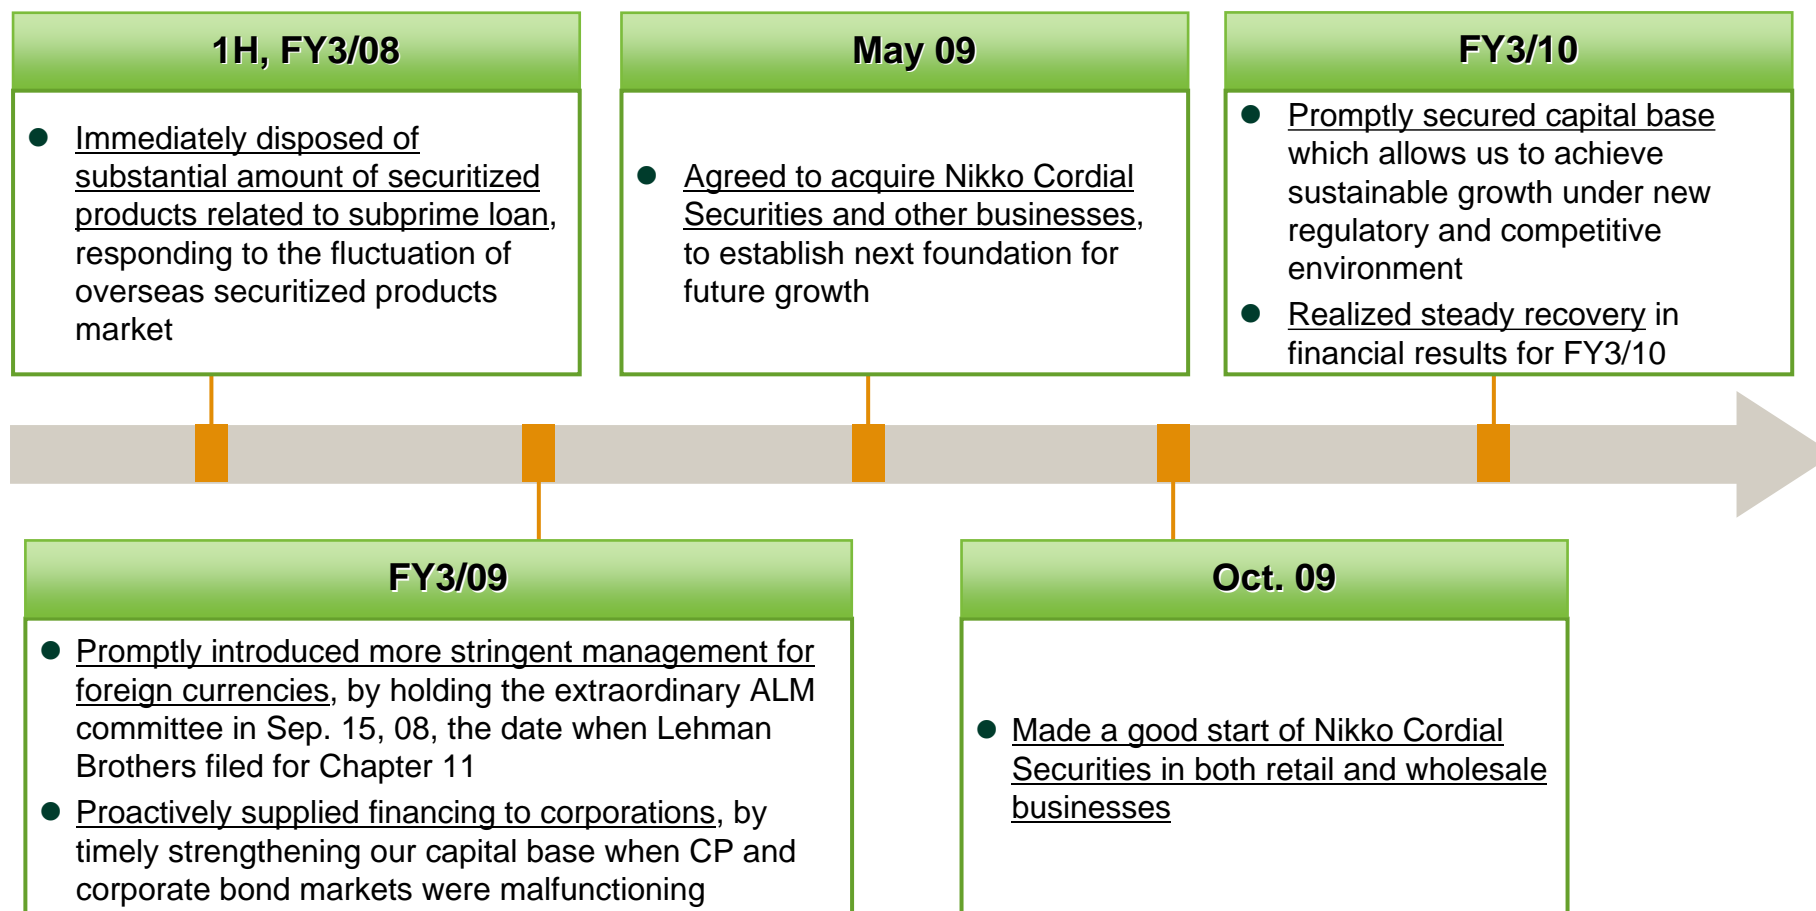 1H, FY3/08
● Immediately disposed of
substantial amount of securitized
products related to subprime loan,
responding to the fluctuation of
overseas securitized products
market
May 09
● Agreed to acquire Nikko Cordial
Securities and other businesses,
to establish next foundation for
future growth
FY3/10
● Promptly secured capital base
which allows us to achieve
sustainable growth under new
regulatory and competitive
environment
● Realized steady recovery in
financial results for FY3/10
FY3/09
● Promptly introduced more stringent management for
foreign currencies, by holding the extraordinary ALM
committee in Sep. 15, 08, the date when Lehman
Brothers filed for Chapter 11
● Proactively supplied financing to corporations, by
timely strengthening our capital base when CP and
corporate bond markets were malfunctioning
Oct. 09
● Made a good start of Nikko Cordial
Securities in both retail and wholesale
businesses